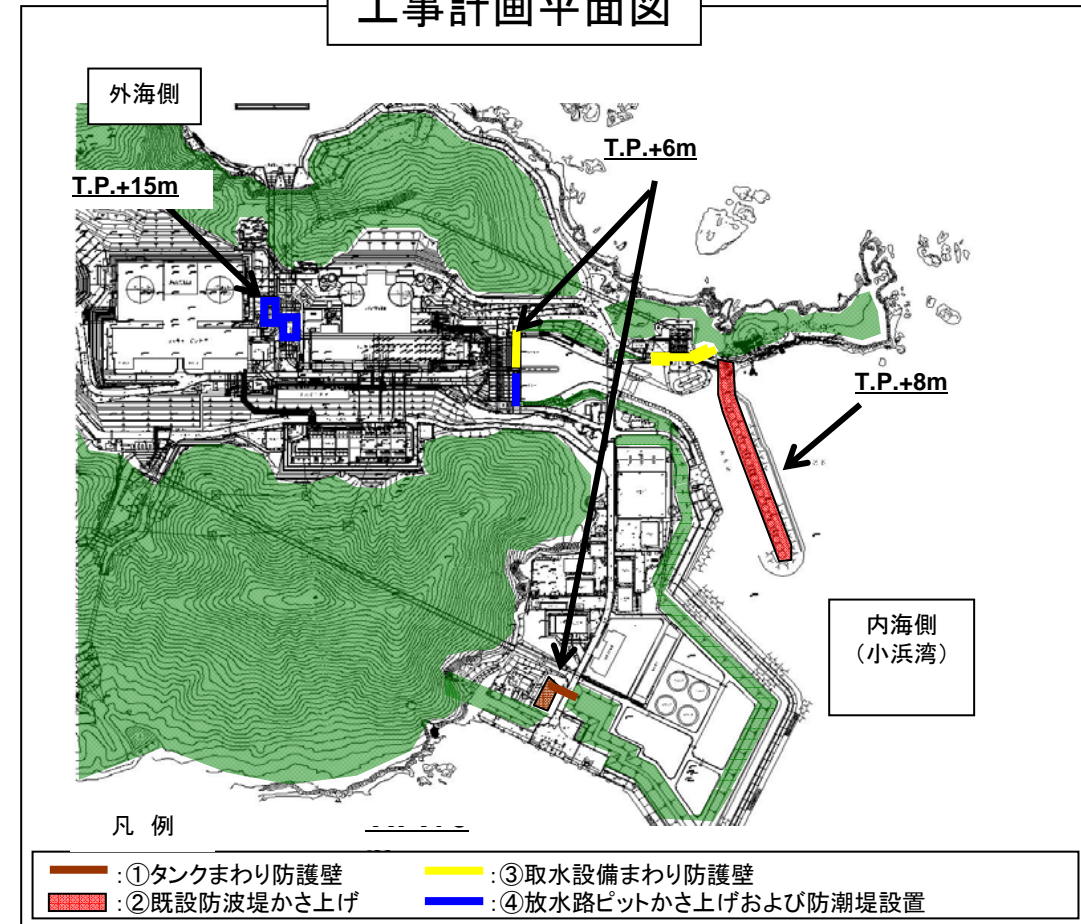 工事計画平面図
外海側
T.P.+6m
T.P.+15m
T.P.+8m
内海側
(小浜湾)
凡 例
:①タンクまわり防護壁
:③取水設備まわり防護壁
:②既設防波堤かさ上げ
:④放水路ピットかさ上げおよび防潮堤設置